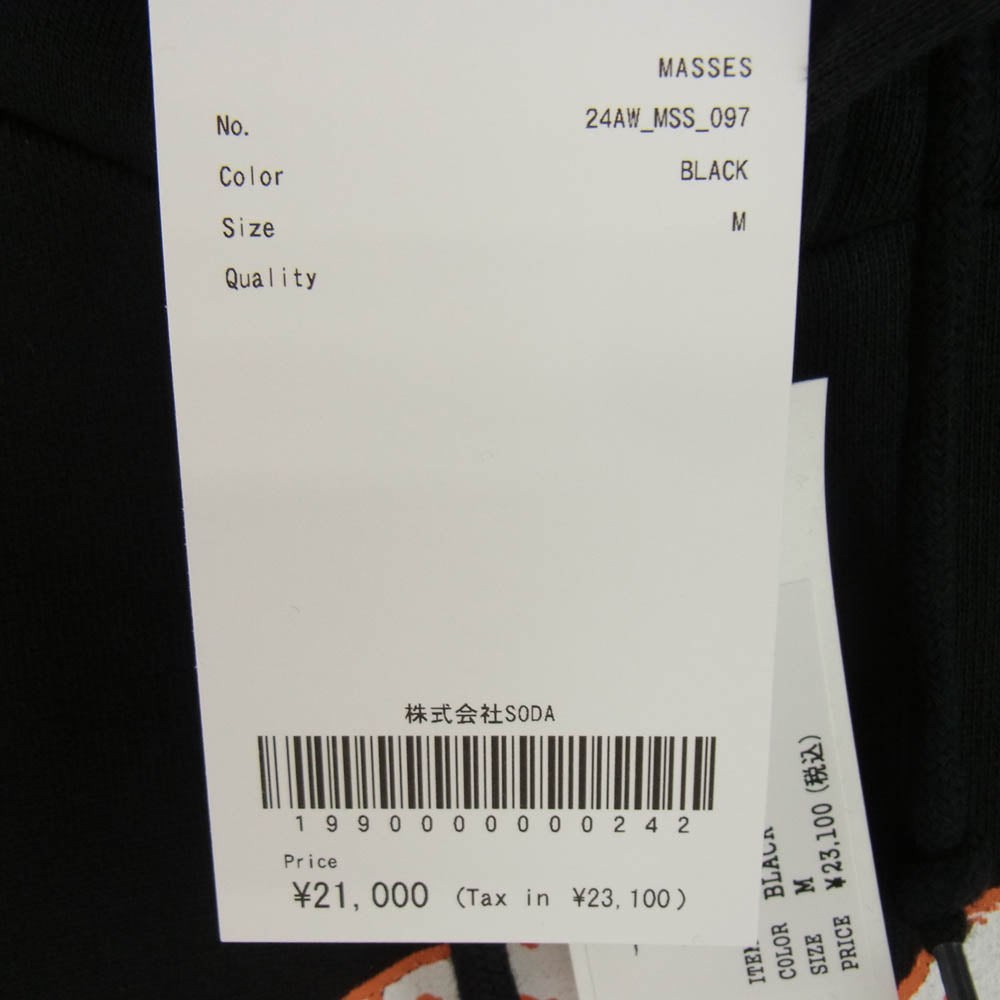 MASSES
No. 24AW_MSS_097
Color BLACK
Size M
Quality
株式会社SODA
1990000000242
Price
¥21,000 (Tax in ¥23,100)
COLOR BLACK
SIZE M
PRICE ¥23,100(税込)